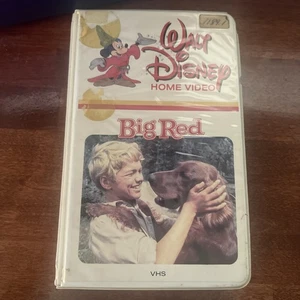 Walt
Disney
HOME VIDEO
Big Red
VHS